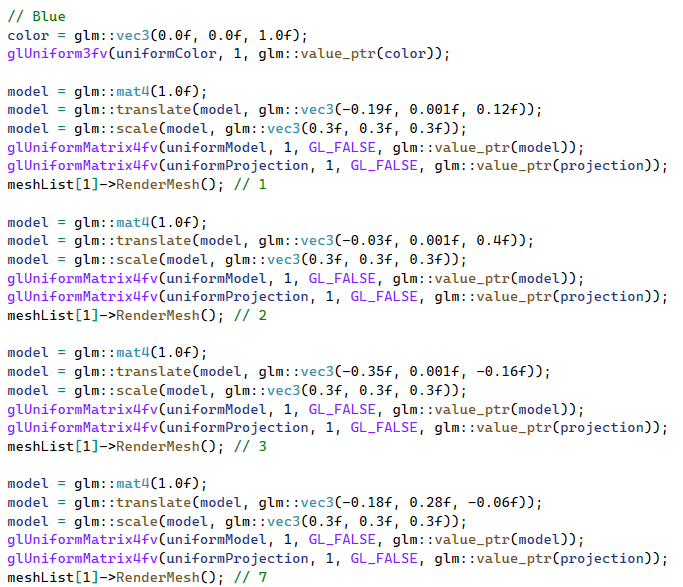 // Blue
color = glm::vec3(0.0f, 0.0f, 1.0f);
glUniform3fv(uniformColor, 1, glm::value_ptr(color));

model = glm::mat4(1.0f);
model = glm::translate(model, glm::vec3(-0.19f, 0.001f, 0.12f));
model = glm::scale(model, glm::vec3(0.3f, 0.3f, 0.3f));
glUniformMatrix4fv(uniformModel, 1, GL_FALSE, glm::value_ptr(model));
glUniformMatrix4fv(uniformProjection, 1, GL_FALSE, glm::value_ptr(projection));
meshList[1]->RenderMesh(); // 1

model = glm::mat4(1.0f);
model = glm::translate(model, glm::vec3(-0.03f, 0.001f, 0.4f));
model = glm::scale(model, glm::vec3(0.3f, 0.3f, 0.3f));
glUniformMatrix4fv(uniformModel, 1, GL_FALSE, glm::value_ptr(model));
glUniformMatrix4fv(uniformProjection, 1, GL_FALSE, glm::value_ptr(projection));
meshList[1]->RenderMesh(); // 2

model = glm::mat4(1.0f);
model = glm::translate(model, glm::vec3(-0.35f, 0.001f, -0.16f));
model = glm::scale(model, glm::vec3(0.3f, 0.3f, 0.3f));
glUniformMatrix4fv(uniformModel, 1, GL_FALSE, glm::value_ptr(model));
glUniformMatrix4fv(uniformProjection, 1, GL_FALSE, glm::value_ptr(projection));
meshList[1]->RenderMesh(); // 3

model = glm::mat4(1.0f);
model = glm::translate(model, glm::vec3(-0.18f, 0.28f, -0.06f));
model = glm::scale(model, glm::vec3(0.3f, 0.3f, 0.3f));
glUniformMatrix4fv(uniformModel, 1, GL_FALSE, glm::value_ptr(model));
glUniformMatrix4fv(uniformProjection, 1, GL_FALSE, glm::value_ptr(projection));
meshList[1]->RenderMesh(); // 7